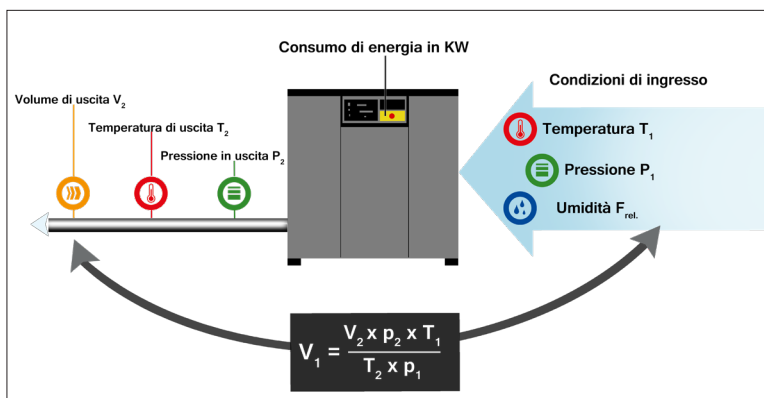 Consumo di energia in KW
Condizioni di ingresso
Volume di uscita V₂
Temperatura di uscita T₂
Pressione in uscita P₂
Temperatura T₁
Pressione P₁
Umidità F rel.
V₁ = V₂ x p₂ x T₁
T₂ x p₁